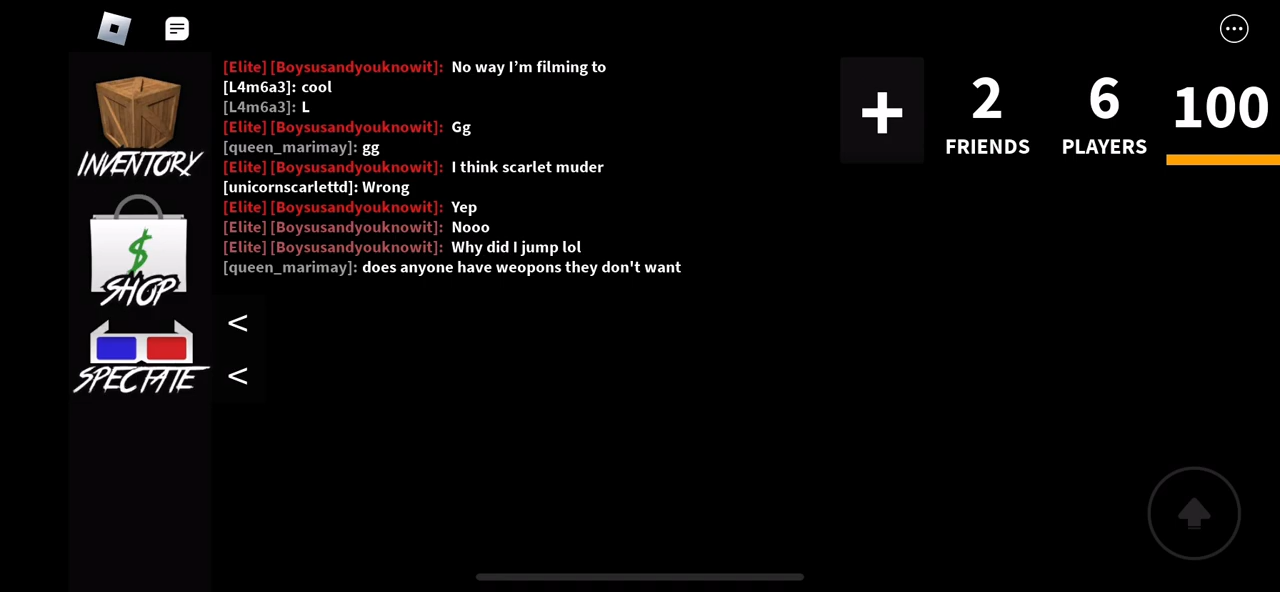 [Elite] [Boysusandyouknowit]: No way I'm filming to
[L4m6a3]: cool
[L4m6a3]: L
[Elite] [Boysusandyouknowit]: Gg
[queen_marimay]: gg
[Elite] [Boysusandyouknowit]: I think scarlet muder
[unicornscarlettd]: Wrong
[Elite] [Boysusandyouknowit]: Yep
[Elite] [Boysusandyouknowit]: Nooo
[Elite] [Boysusandyouknowit]: Why did I jump lol
[queen_marimay]: does anyone have weopons they don't want
INVENTORY
$
SHOP
SPECTATE
<
<
+
2
FRIENDS
6
PLAYERS
100